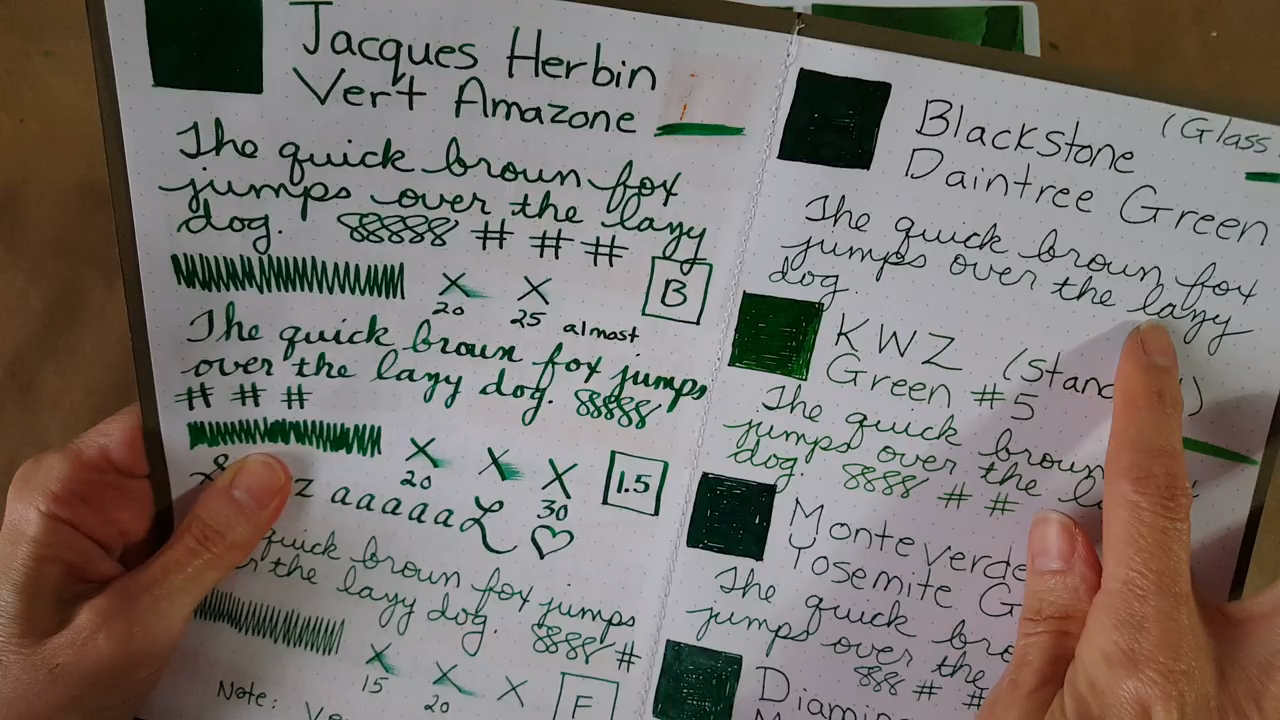 Jacques Herbin
Vert Amazone
The quick brown fox
jumps over the lazy
dog. 88888 # # #
X X
20 25 almost
B
The quick brown fox jumps
over the lazy dog. 88888
# # #
X X X
20 30
1.5
z aaaaa L ♡
quick brown fox jumps
the lazy dog. 8888 #
X X X
15 20
F
Note:
Blackstone (Glass
Daintree Green
The quick brown fox
jumps over the lazy
dog.
KWZ
Green #5
The quick brown
jumps over the
dog. 8888 # #
Monteverde
Yosemite G
The quick
jumps over the
888 # #